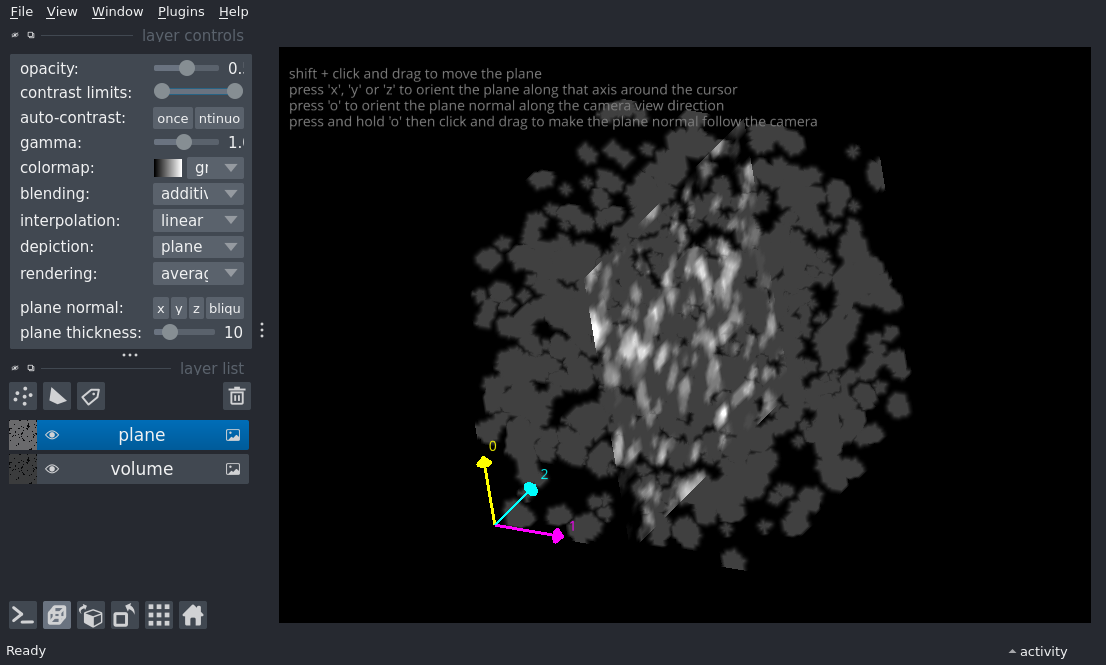 File View Window Plugins Help
layer controls
opacity: 0.
contrast limits:
auto-contrast: once ntinuo
gamma: 1.
colormap: gr
blending: additiv
interpolation: linear
depiction: plane
rendering: averag
plane normal: x y z bliqu
plane thickness: 10
layer list
plane
volume
Ready
shift + click and drag to move the plane
press 'x', 'y' or 'z' to orient the plane along that axis around the cursor
press 'o' to orient the plane normal along the camera view direction
press and hold 'o' then click and drag to make the plane normal follow the camera
0
2
1
activity